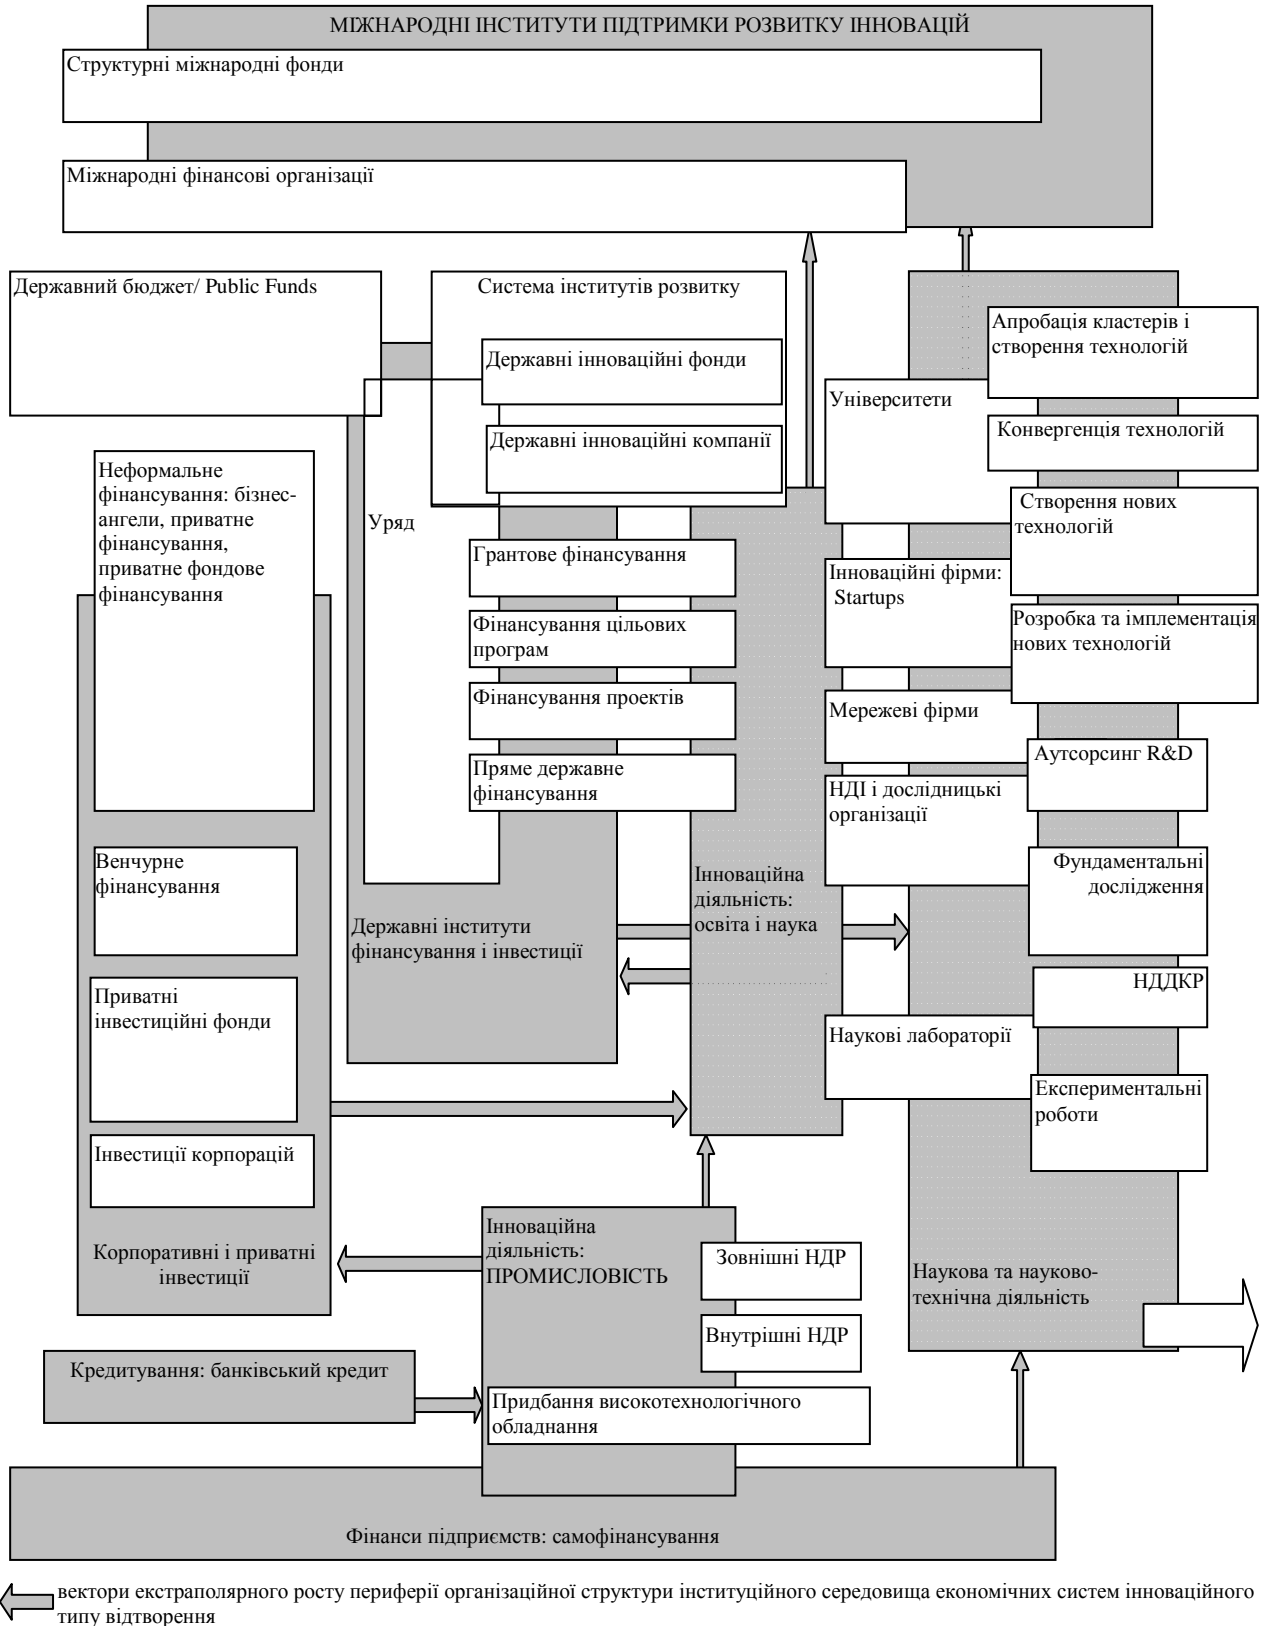 МІЖНАРОДНІ ІНСТИТУТИ ПІДТРИМКИ РОЗВИТКУ ІННОВАЦІЙ
Структурні міжнародні фонди
Міжнародні фінансові організації
Державний бюджет/ Public Funds
Система інститутів розвитку
Державні інноваційні фонди
Державні інноваційні компанії
Уряд
Грантове фінансування
Фінансування цільових
програм
Фінансування проектів
Пряме державне
фінансування
Державні інститути
фінансування і інвестиції
Неформальне
фінансування: бізнес-
ангели, приватне
фінансування,
приватне фондове
фінансування
Венчурне
фінансування
Приватні
інвестиційні фонди
Інвестиції корпорацій
Корпоративні і приватні
інвестиції
Інноваційна
діяльність:
освіта і наука
Університети
Інноваційні фірми:
Startups
Мережеві фірми
НДІ і дослідницькі
організації
Наукові лабораторії
Апробація кластерів і
створення технологій
Конвергенція технологій
Створення нових
технологій
Розробка та імплементація
нових технологій
Аутсорсинг R&D
Фундаментальні
дослідження
НДДКР
Експериментальні
роботи
Наукова та науково-
технічна діяльність
Інноваційна
діяльність:
ПРОМИСЛОВІСТЬ
Зовнішні НДР
Внутрішні НДР
Придбання високотехнологічного
обладнання
Кредитування: банківський кредит
Фінанси підприємств: самофінансування
вектори екстраполярного росту периферії організаційної структури інституційного середовища економічних систем інноваційного
типу відтворення